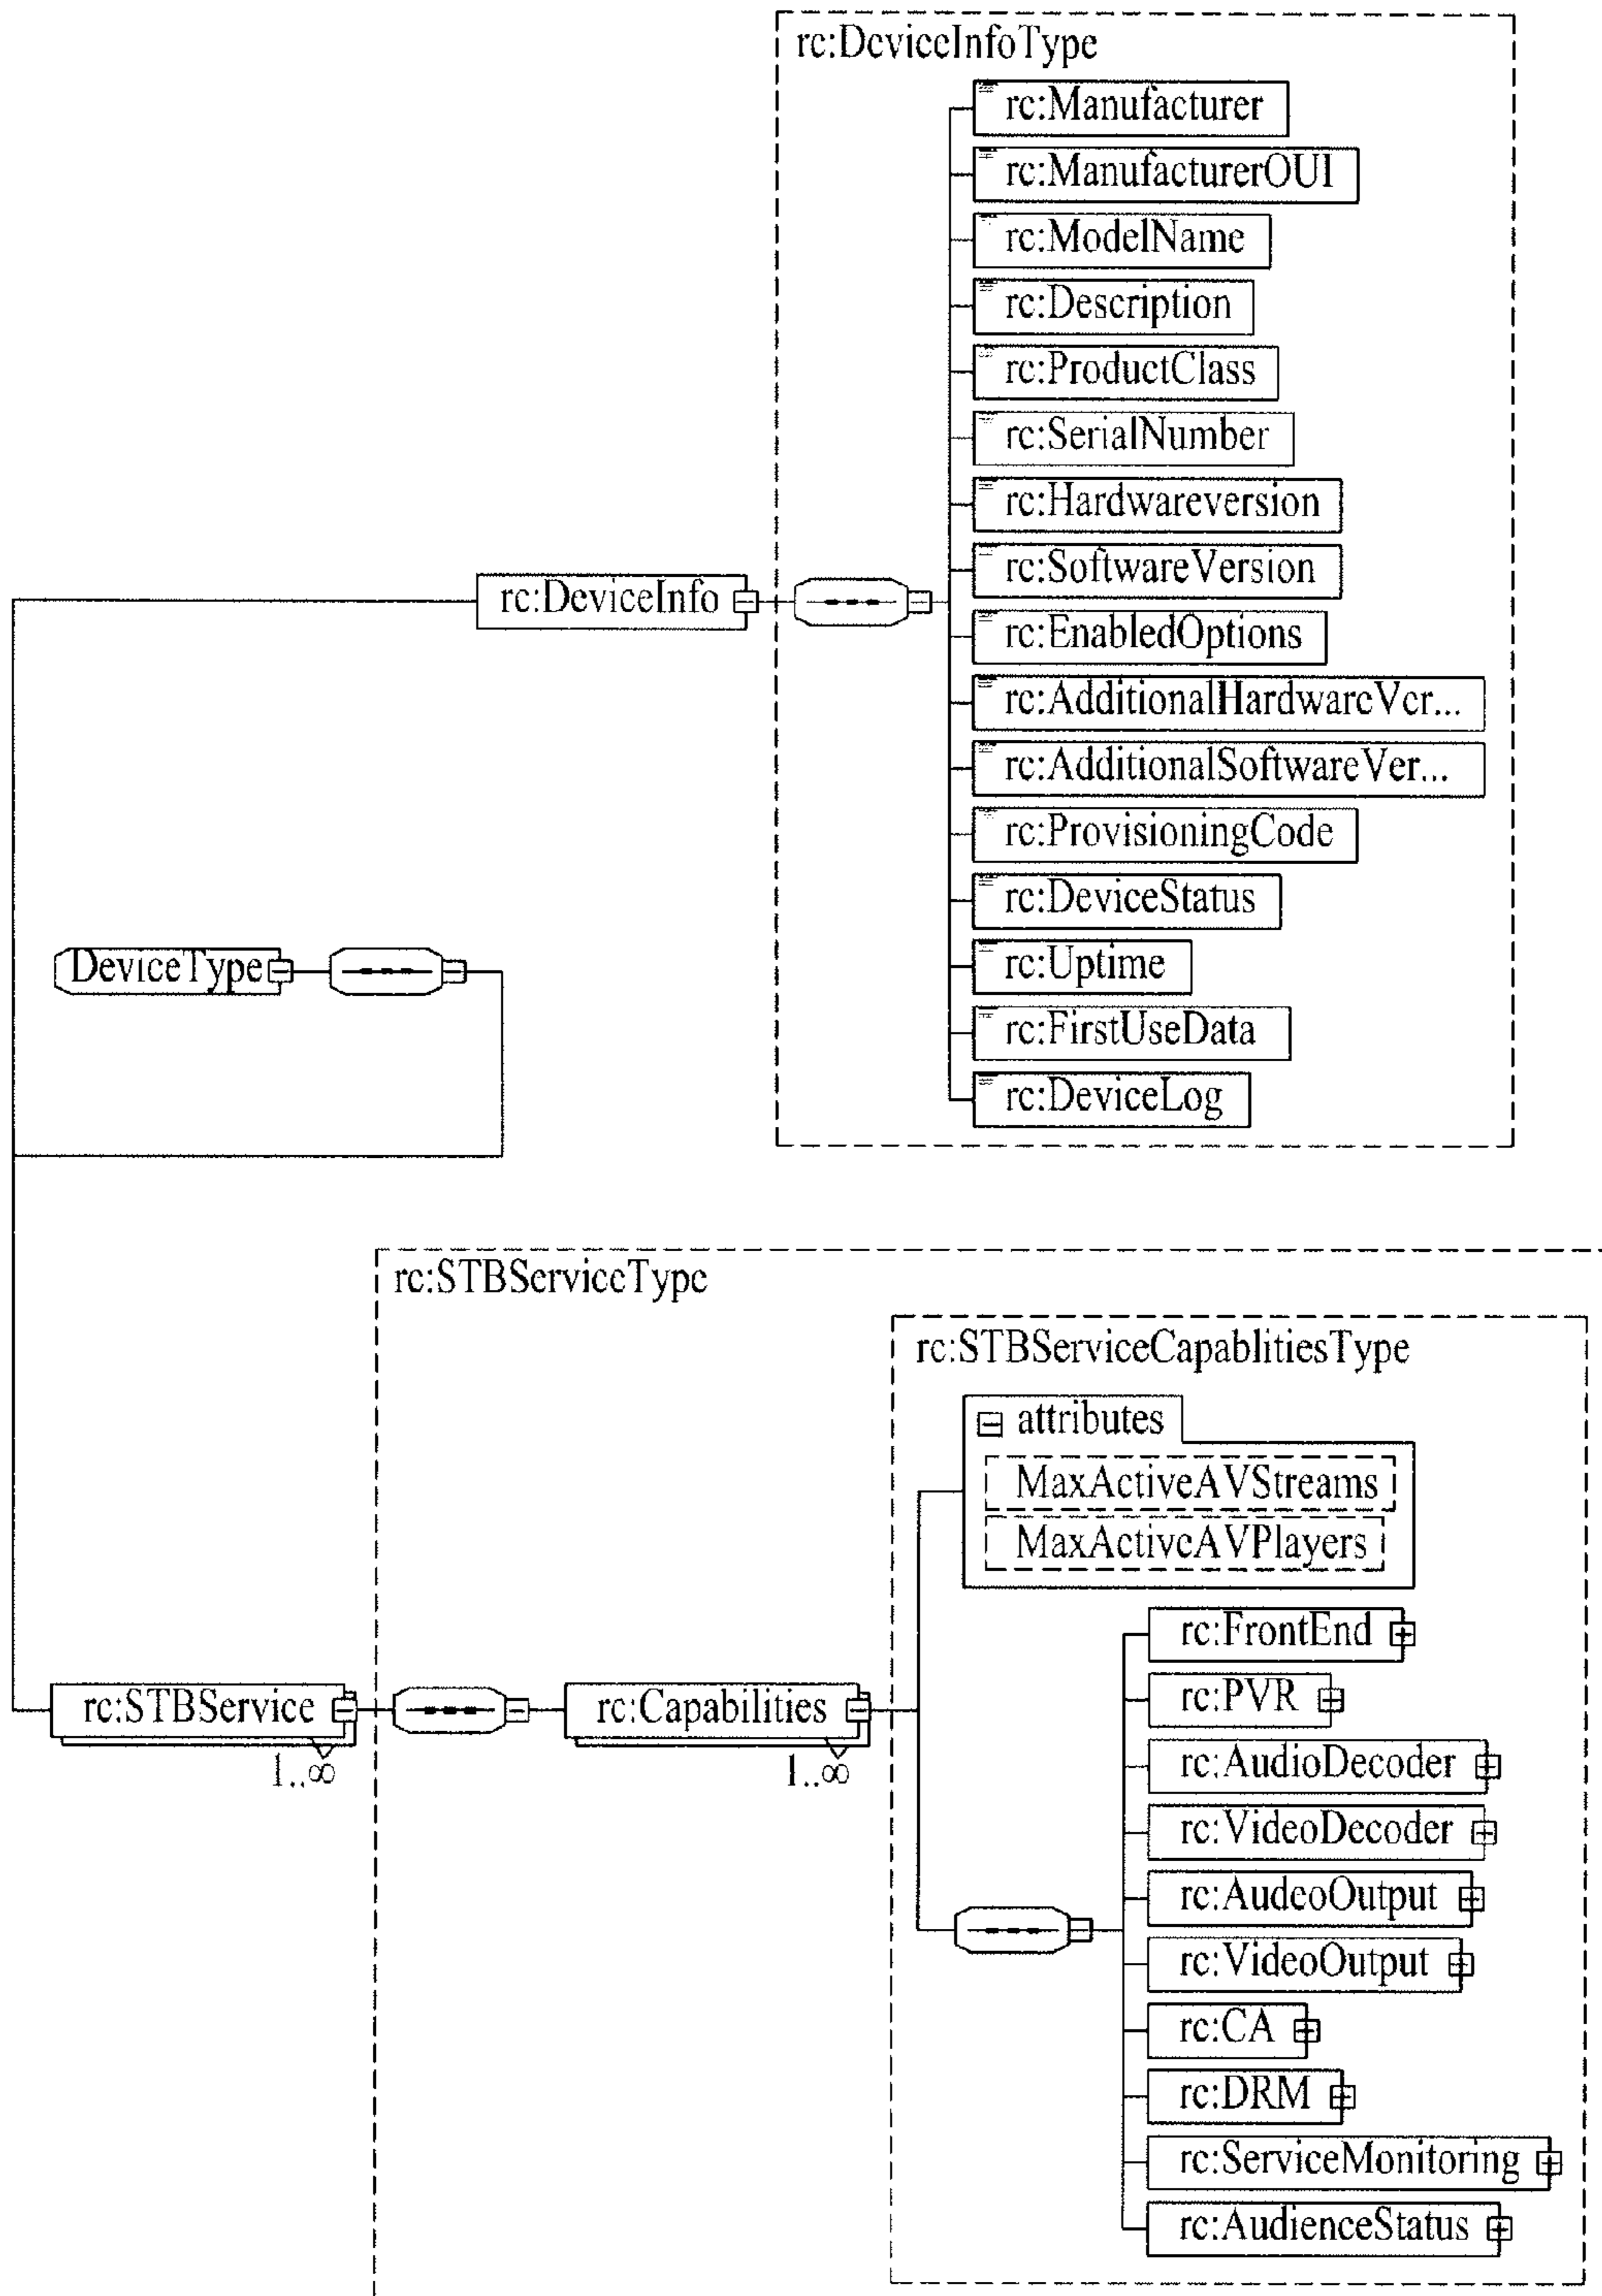 rc:DeviceInfoType
rc:Manufacturer
rc:ManufacturerOUI
rc:ModelName
rc:Description
rc:ProductClass
rc:SerialNumber
rc:Hardwareversion
rc:SoftwareVersion
rc:DeviceInfo
rc:EnabledOptions
rc:AdditionalHardwareVer...
rc:AdditionalSoftwareVer...
rc:ProvisioningCode
rc:DeviceStatus
DeviceType
rc:Uptime
rc:FirstUseData
rc:DeviceLog
rc:STBServiceType
rc:STBServiceCapablitiesType
attributes
MaxActiveAVStreams
MaxActiveAVPlayers
rc:FrontEnd
rc:STBService
1..∞
rc:Capabilities
1..∞
rc:PVR
rc:AudioDecoder
rc:VideoDecoder
rc:AudeoOutput
rc:VideoOutput
rc:CA
rc:DRM
rc:ServiceMonitoring
rc:AudienceStatus